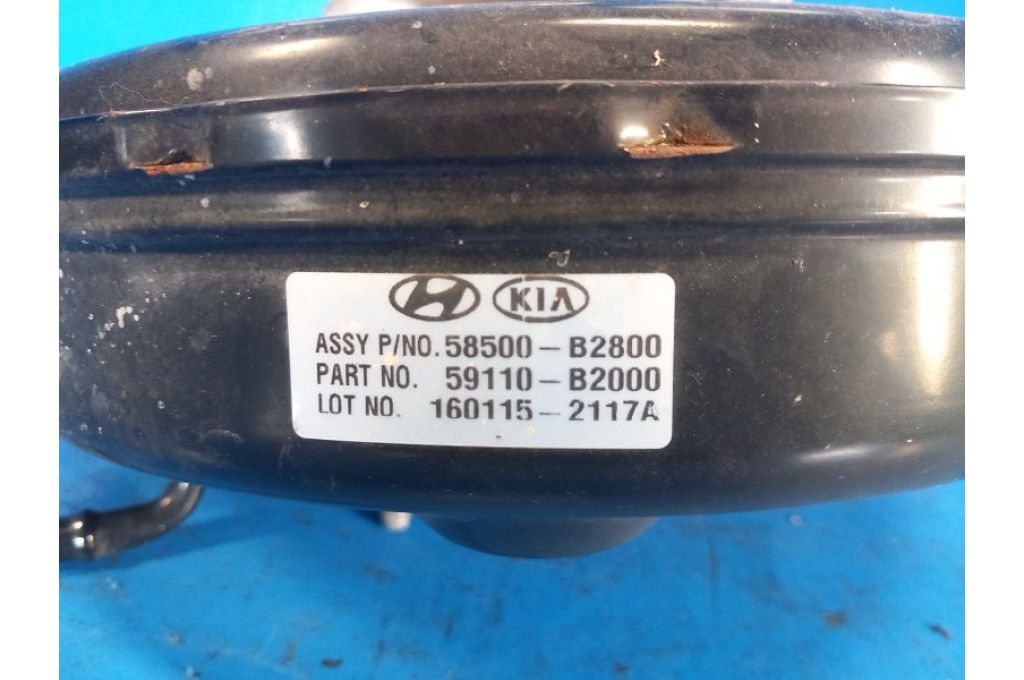 KIA
ASSY P/NO. 58500-B2800
PART NO. 59110-B2000
LOT NO. 160115-2117A